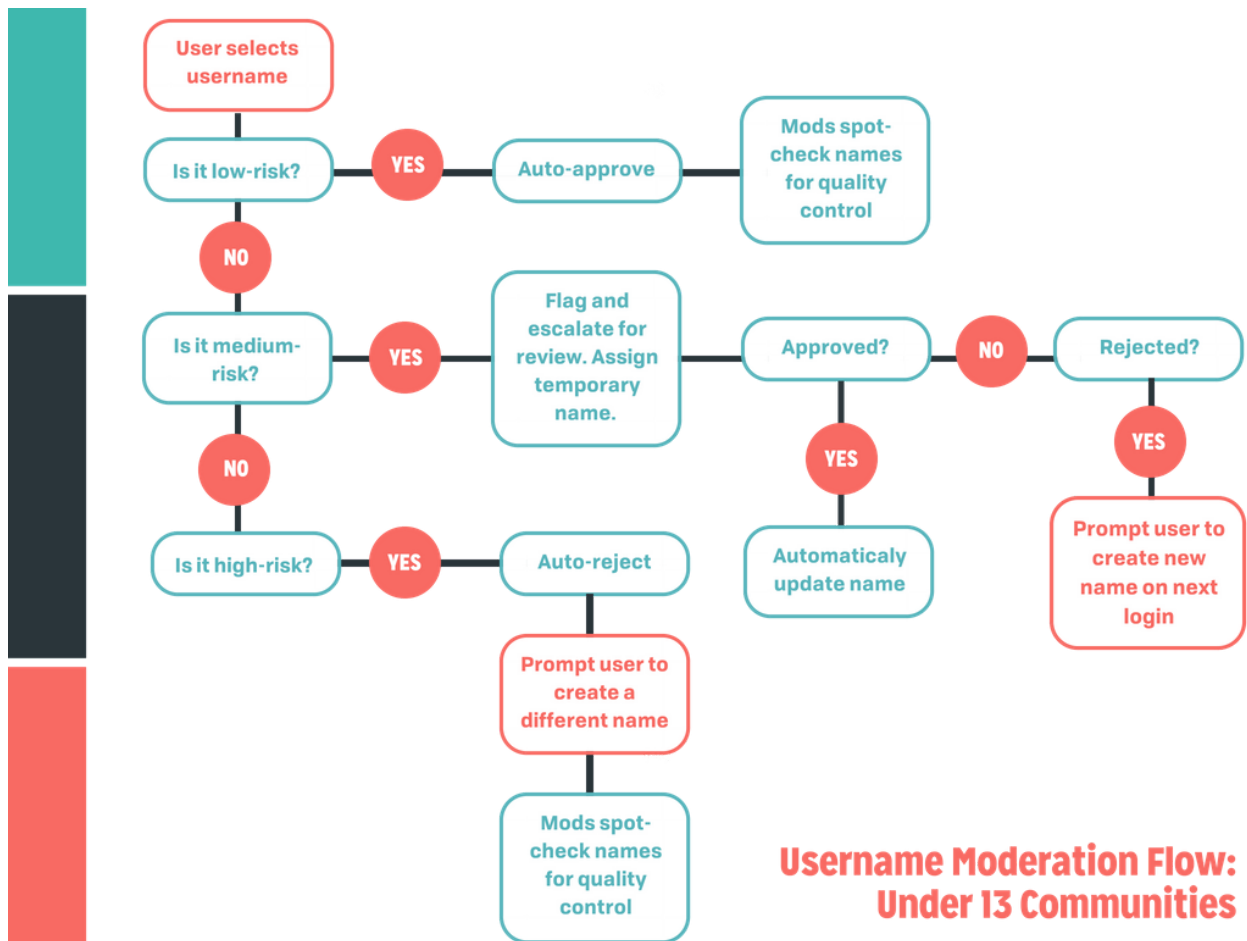 User selects
username
Is it low-risk?
YES
Auto-approve
Mods spot-
check names
for quality
control
NO
Is it medium-
risk?
YES
Flag and
escalate for
review. Assign
temporary
name.
Approved?
NO
Rejected?
YES
Automaticaly
update name
YES
Prompt user to
create new
name on next
login
NO
Is it high-risk?
YES
Auto-reject
Prompt user to
create a
different name
Mods spot-
check names
for quality
control
Username Moderation Flow:
Under 13 Communities